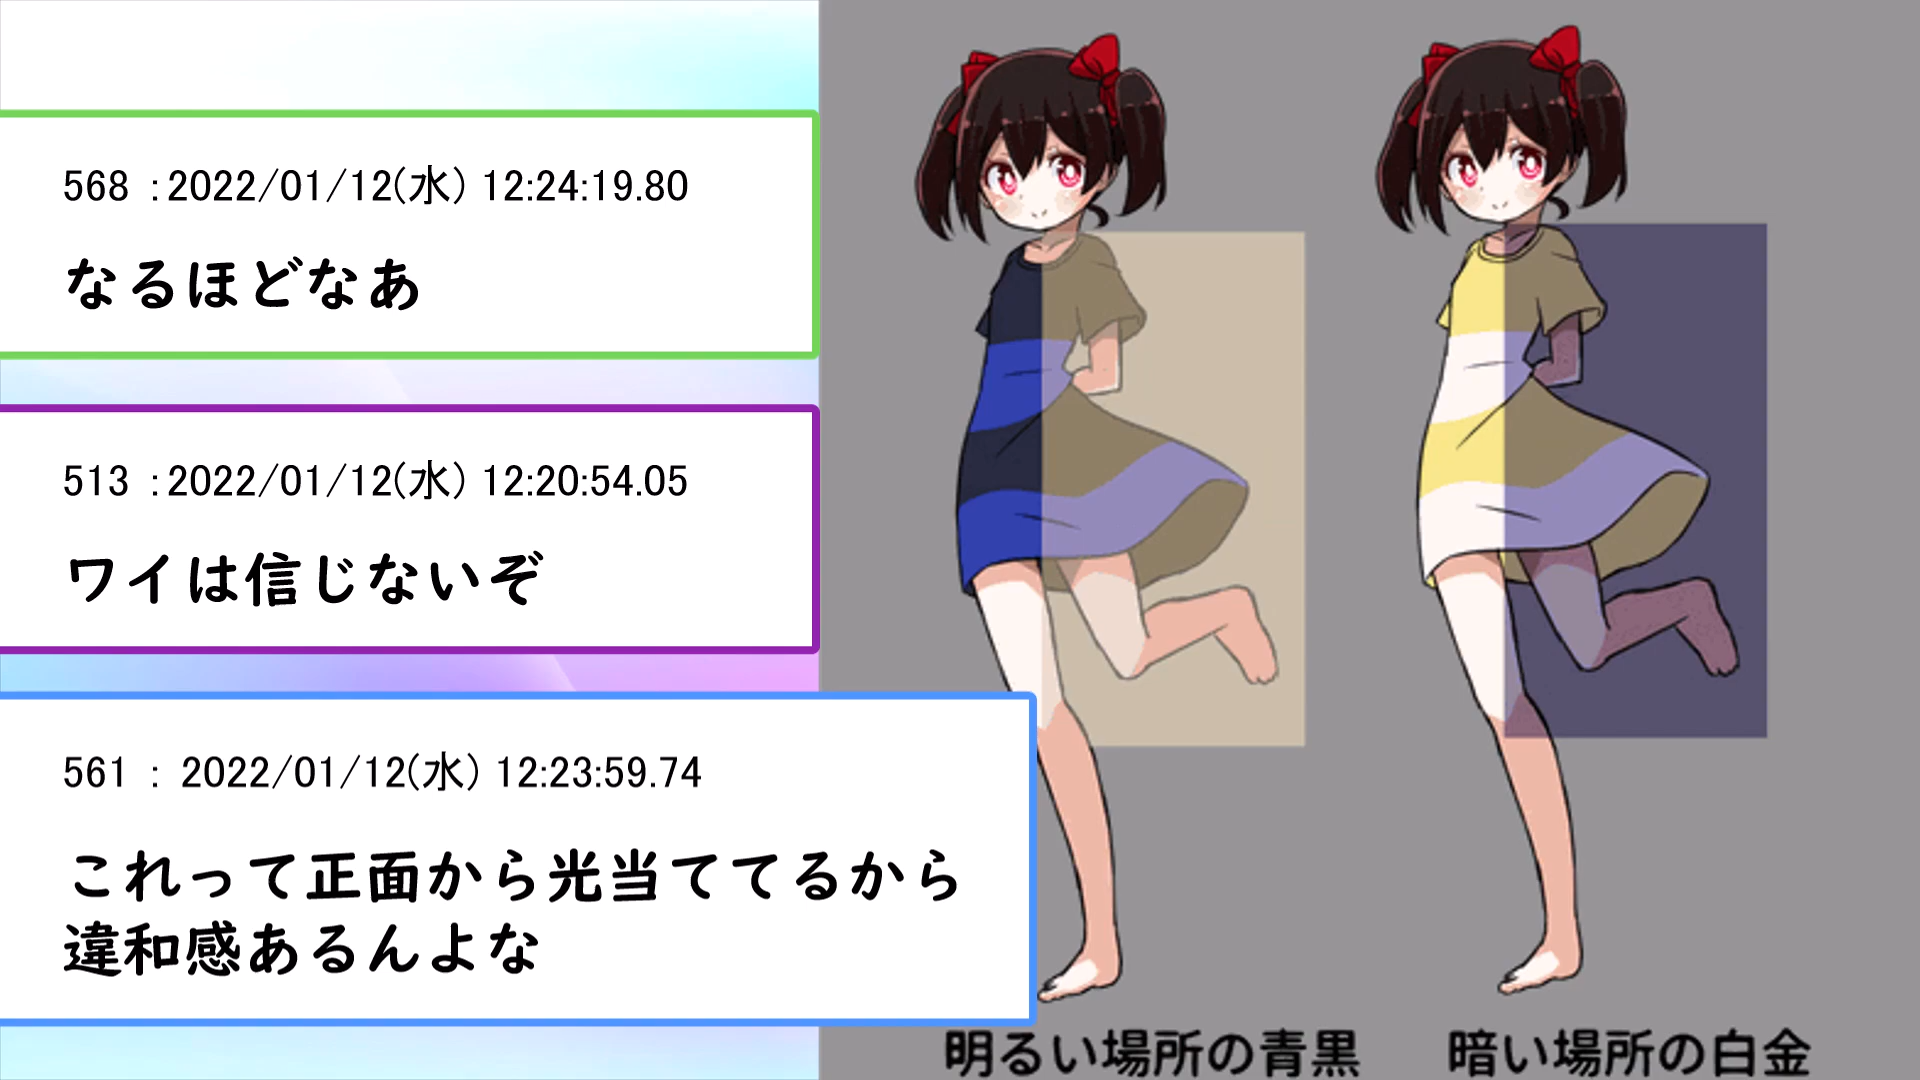 568 :2022/01/12(水) 12:24:19.80
なるほどなあ
513 :2022/01/12(水) 12:20:54.05
ワイは信じないぞ
561 : 2022/01/12(水) 12:23:59.74
これって正面から光当ててるから
違和感あるんよな
明るい場所の青黒
暗い場所の白金